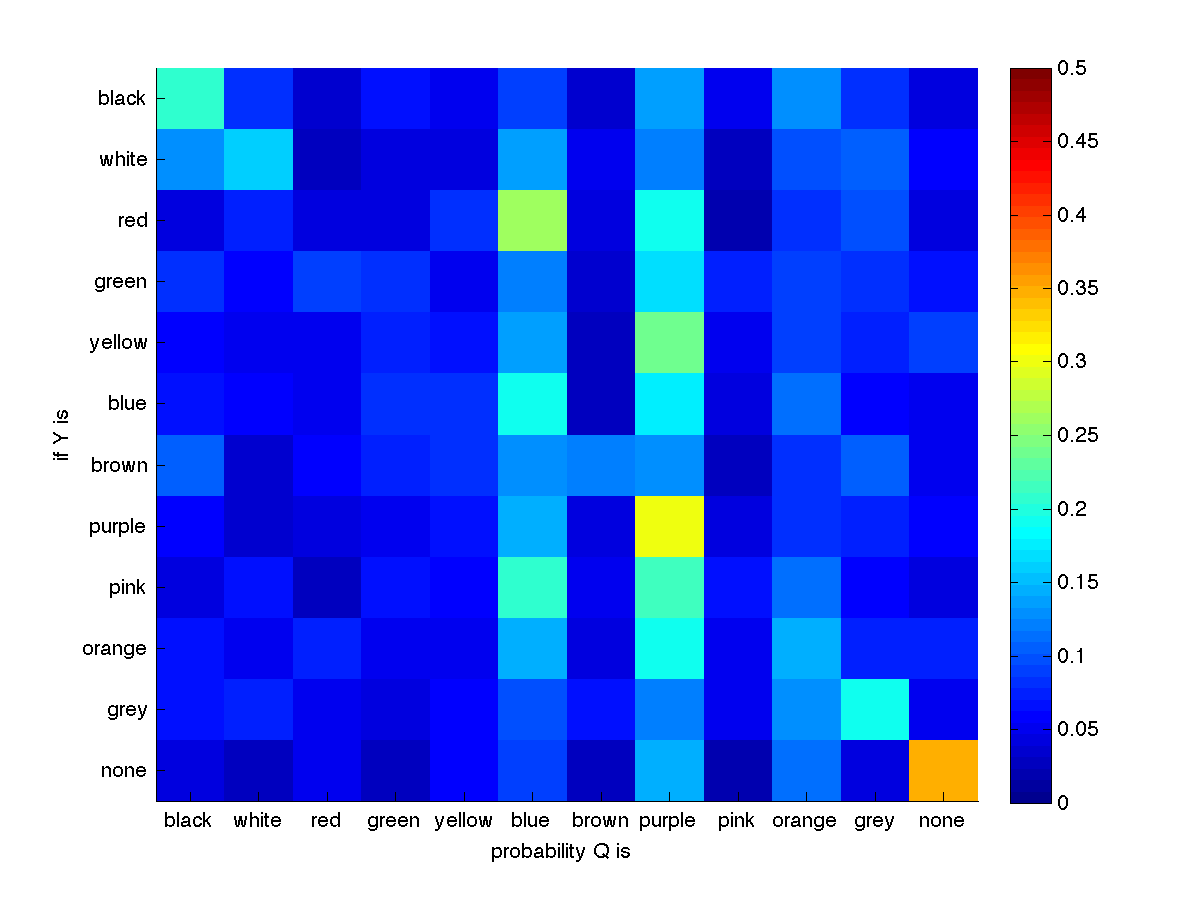 black
white
red
green
yellow
blue
brown
purple
pink
orange
grey
none
if Y is
black white red green yellow blue brown purple pink orange grey none
probability Q is
0.5
0.45
0.4
0.35
0.3
0.25
0.2
0.15
0.1
0.05
0